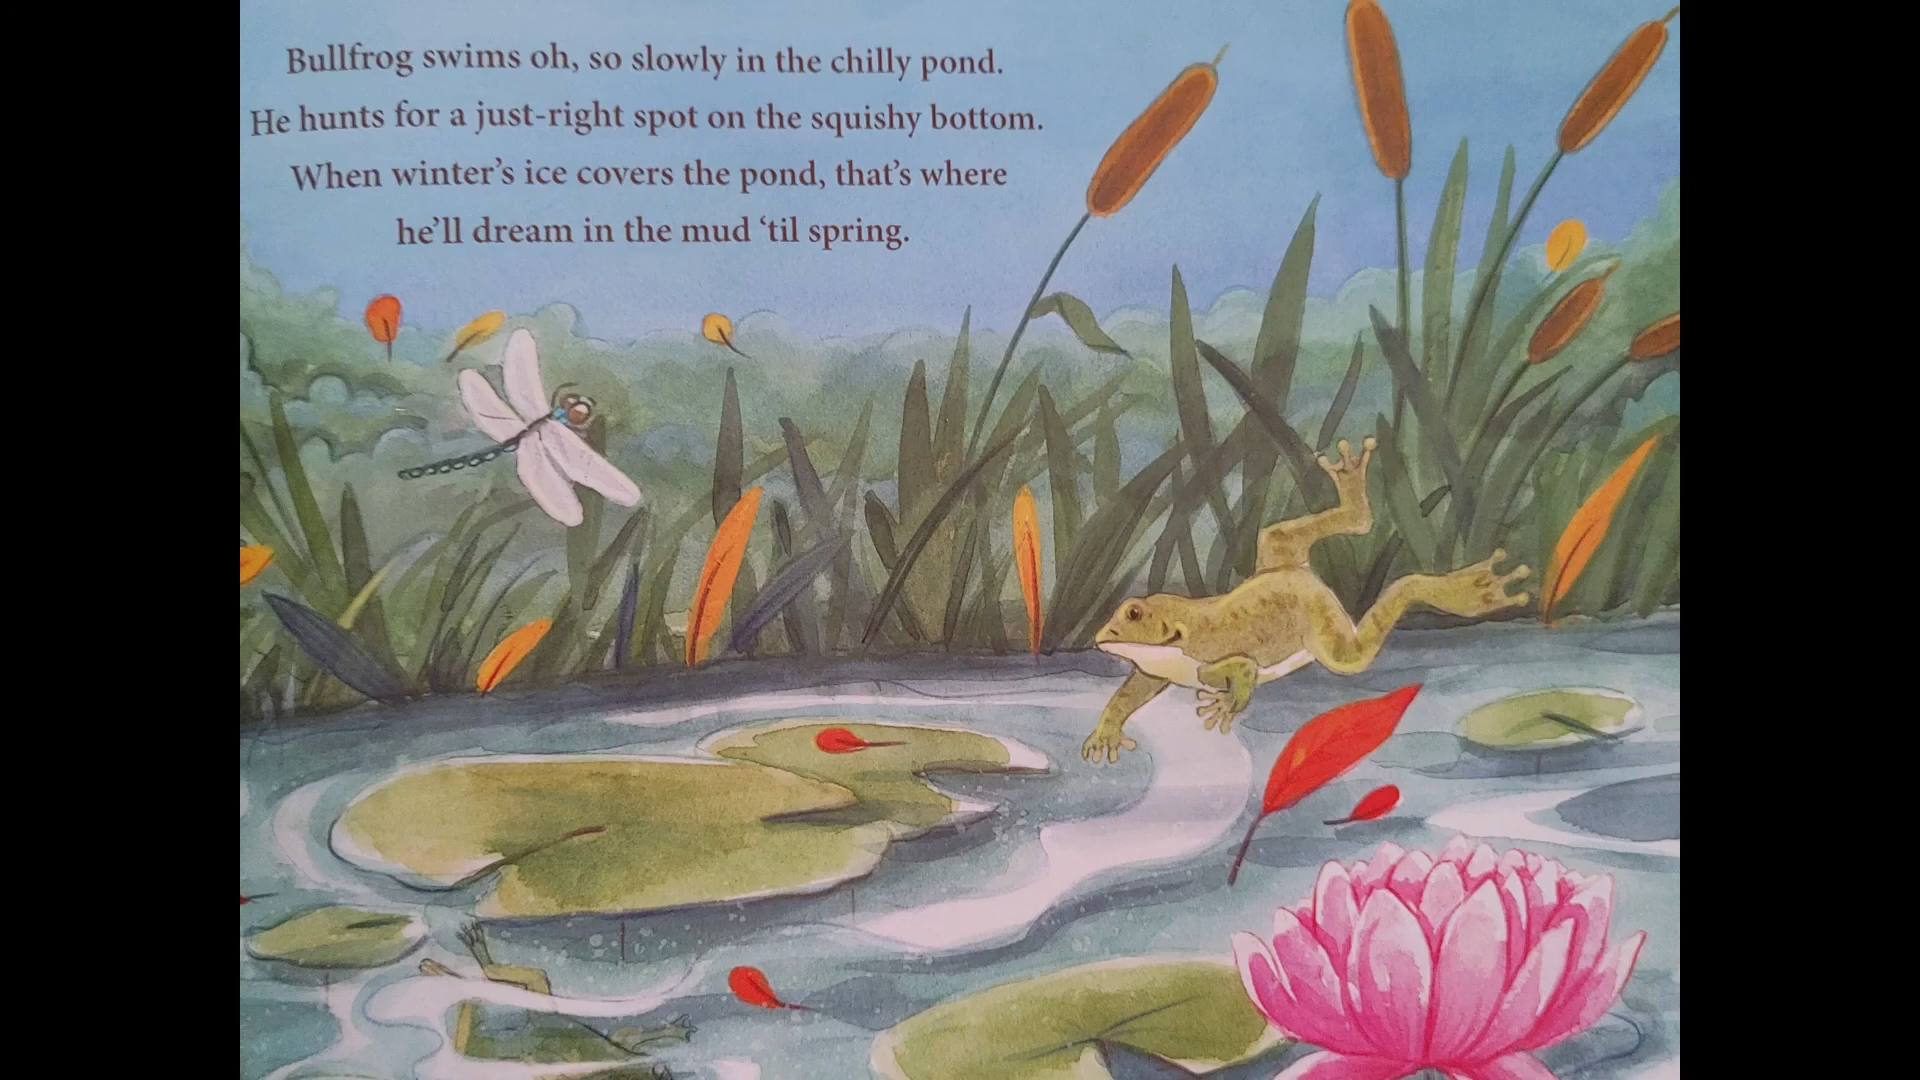 Bullfrog swims oh, so slowly in the chilly pond.
He hunts for a just-right spot on the squishy bottom.
When winter’s ice covers the pond, that’s where
he’ll dream in the mud ‘til spring.